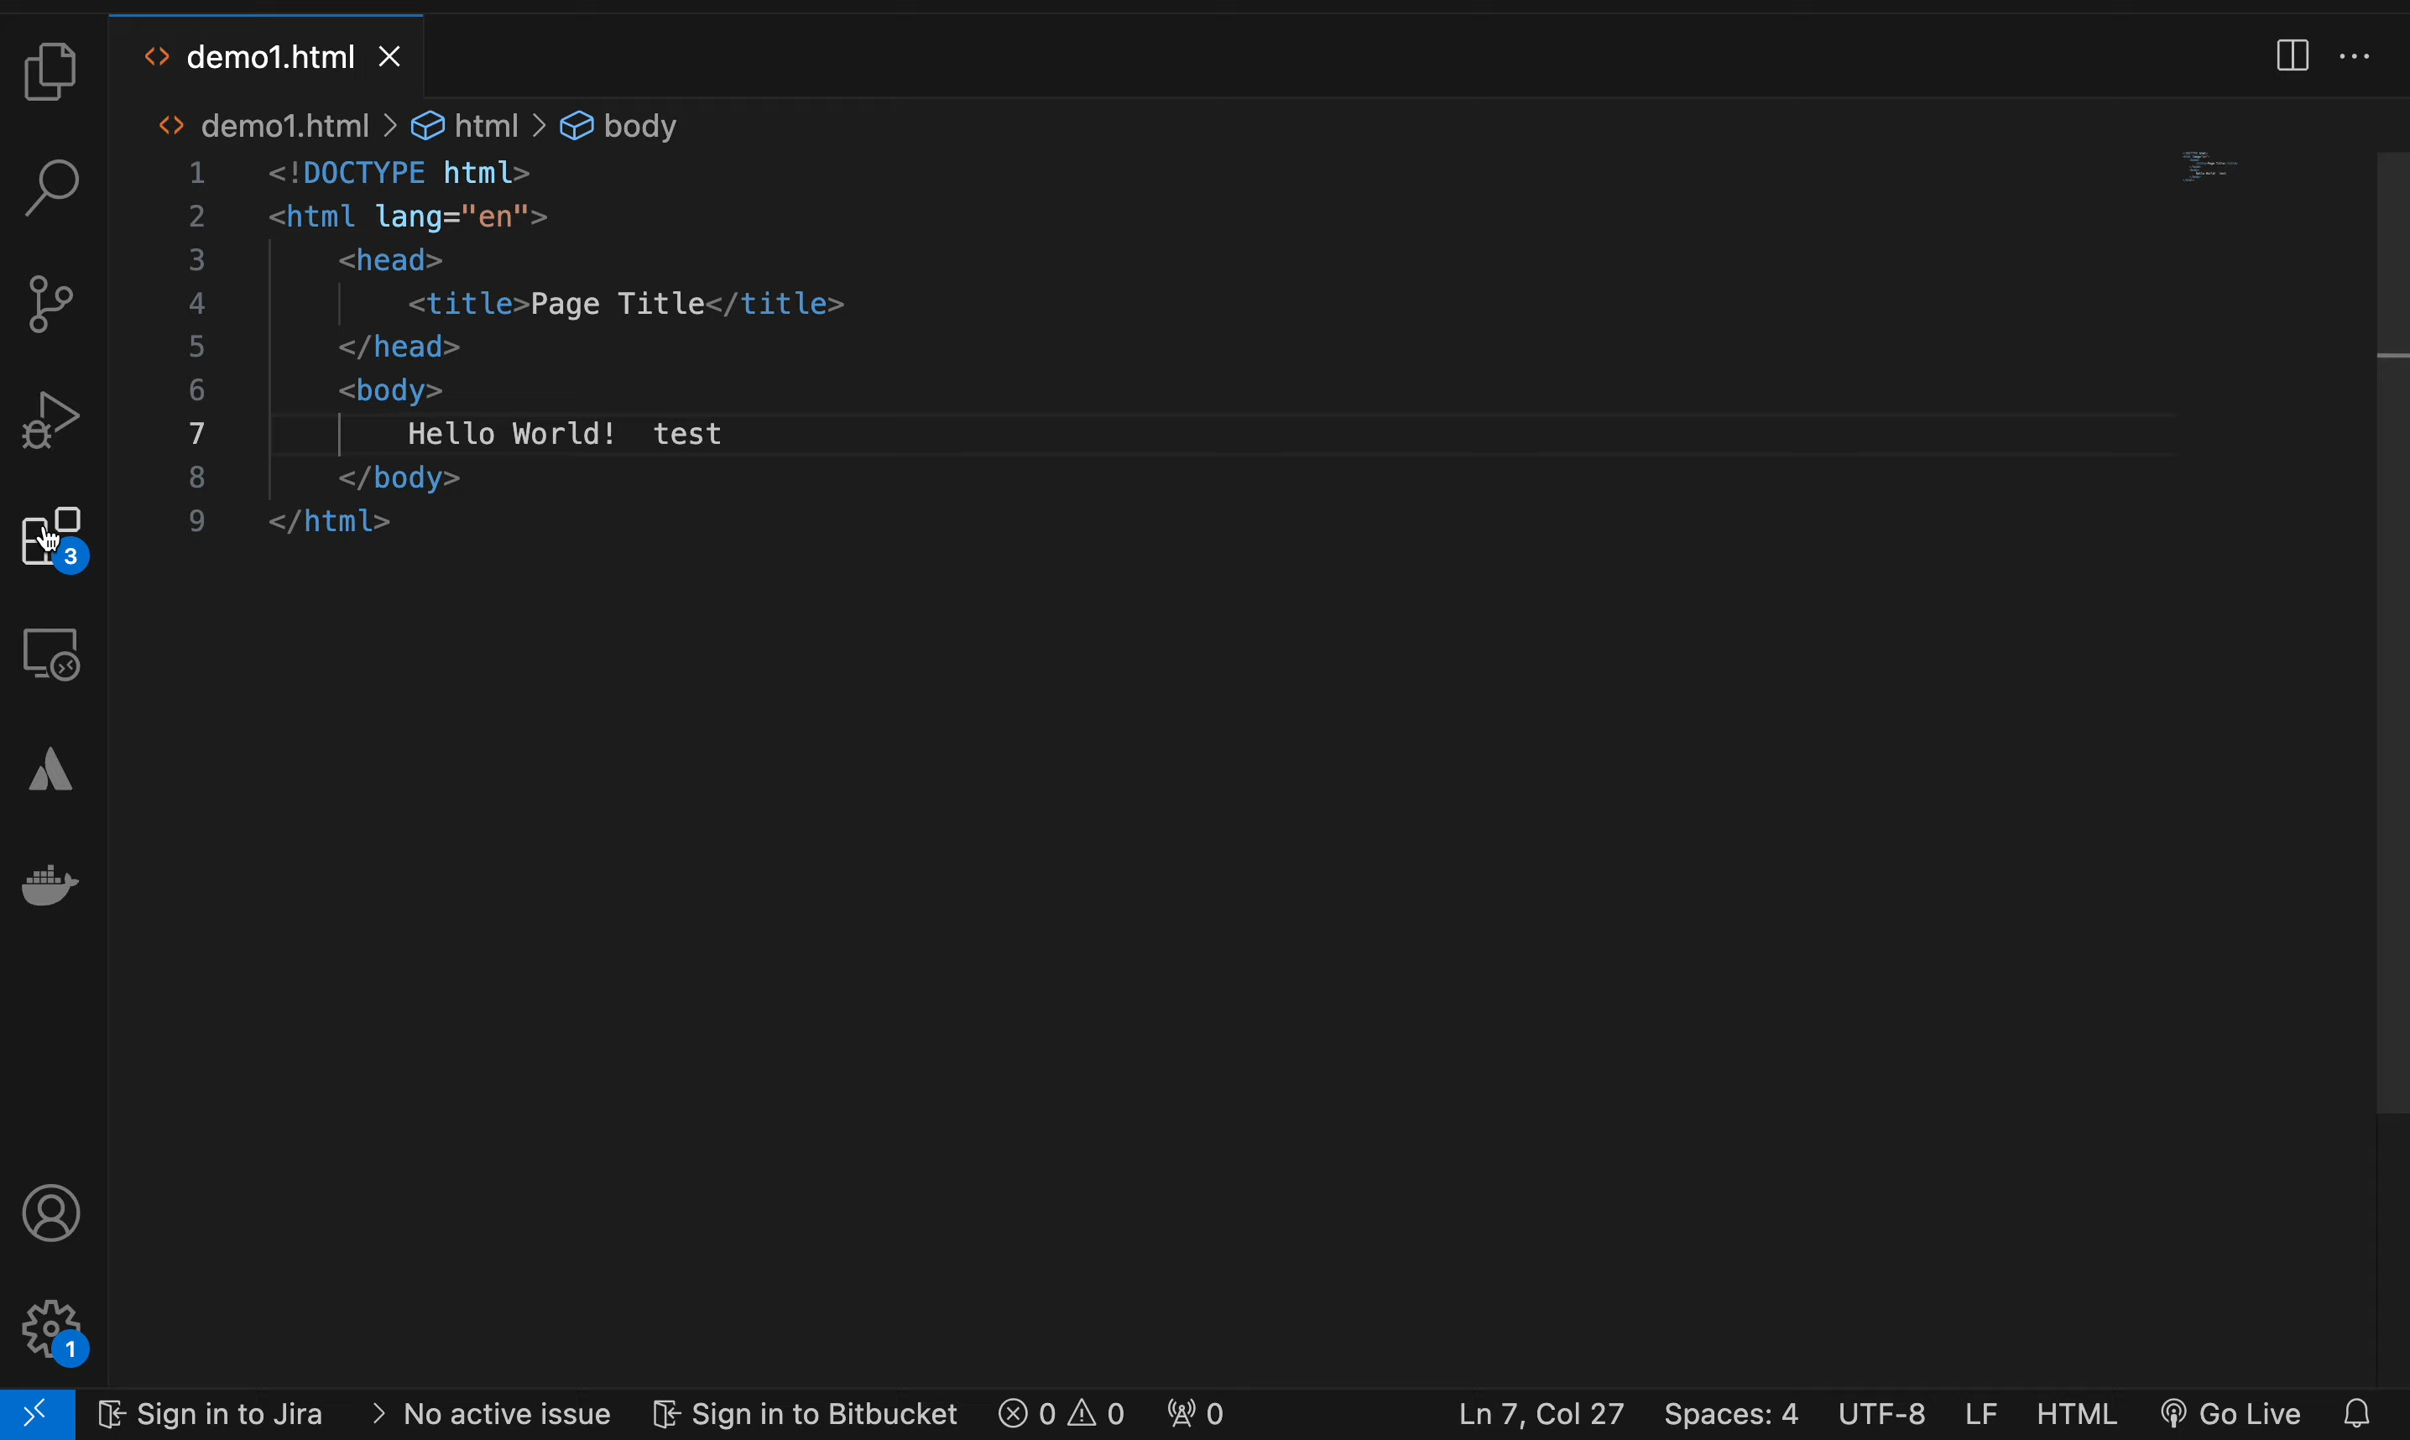 demo1.html
demo1.html > html > body
1 <!DOCTYPE html>
2 <html lang="en">
3     <head>
4         <title>Page Title</title>
5     </head>
6     <body>
7         Hello World!  test
8     </body>
9 </html>
3
1
Sign in to Jira > No active issue Sign in to Bitbucket 0 0 0 Ln 7, Col 27 Spaces: 4 UTF-8 LF HTML Go Live